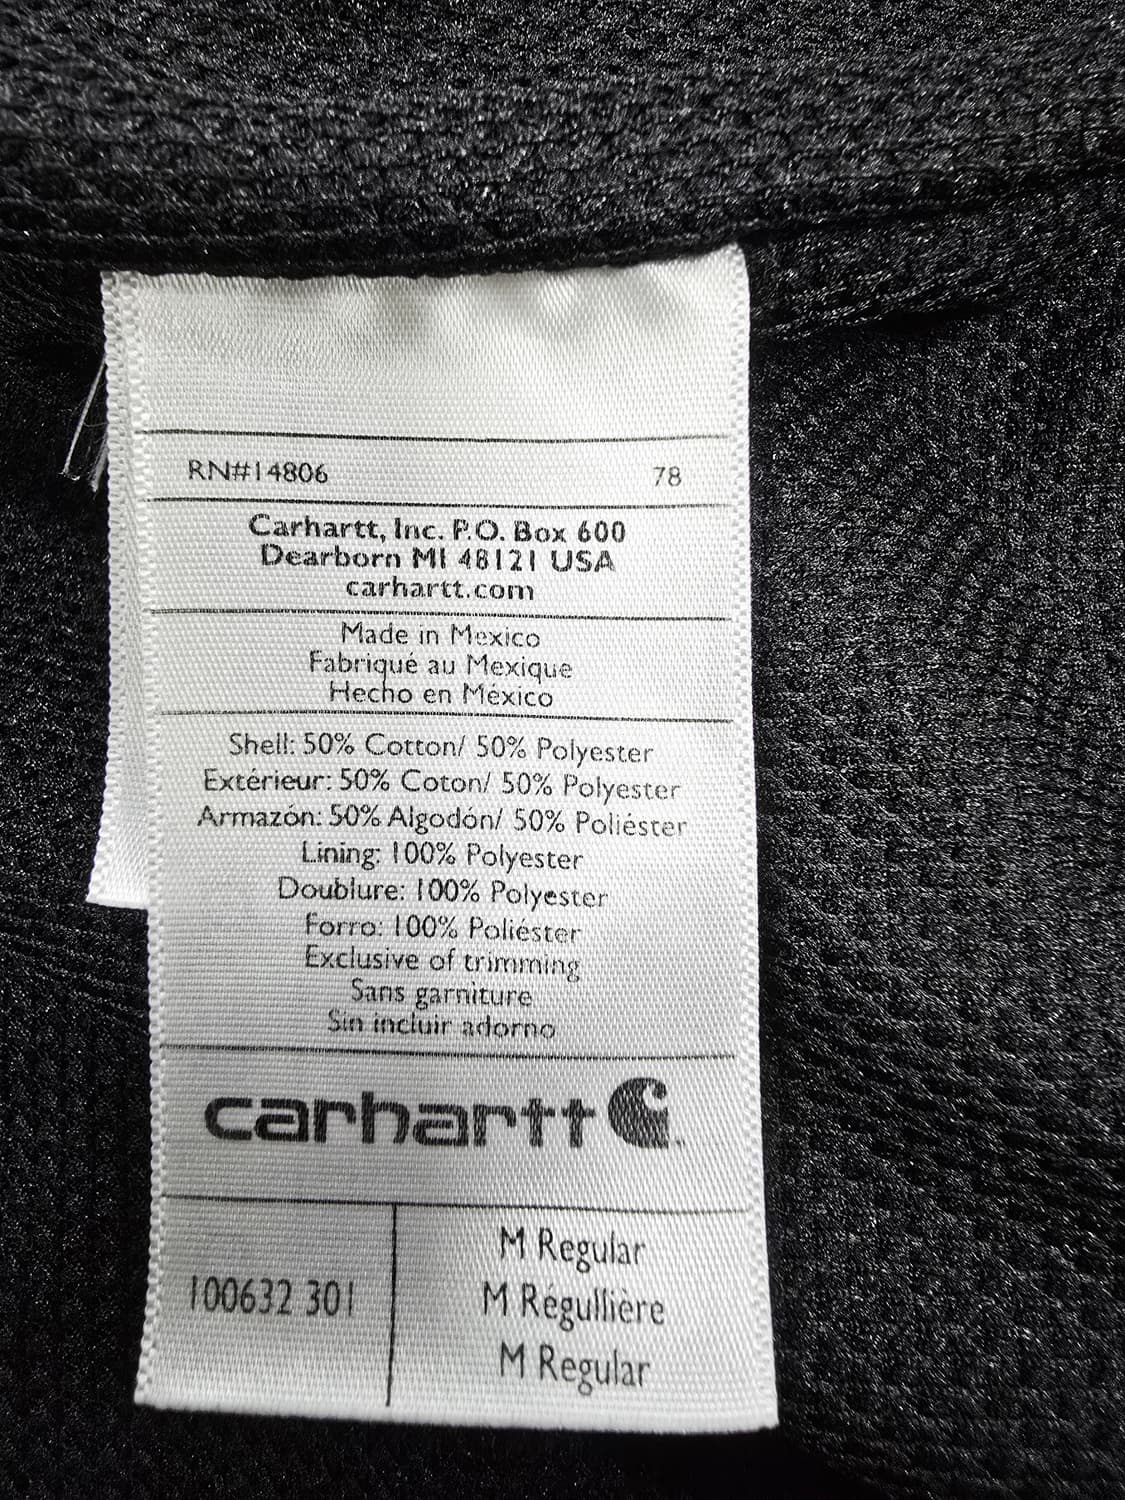 RN#14806 78
Carhartt, Inc. P.O. Box 600
Dearborn MI 48121 USA
carhartt.com
Made in Mexico
Fabriqué au Mexique
Hecho en México
Shell: 50% Cotton/ 50% Polyester
Extérieur: 50% Coton/ 50% Polyester
Armazón: 50% Algodón/ 50% Poliéster
Lining: 100% Polyester
Doublure: 100% Polyester
Forro: 100% Poliéster
Exclusive of trimming
Sans garniture
Sin incluir adorno
carhartt
M Regular
100632 301 M Régullière
M Regular